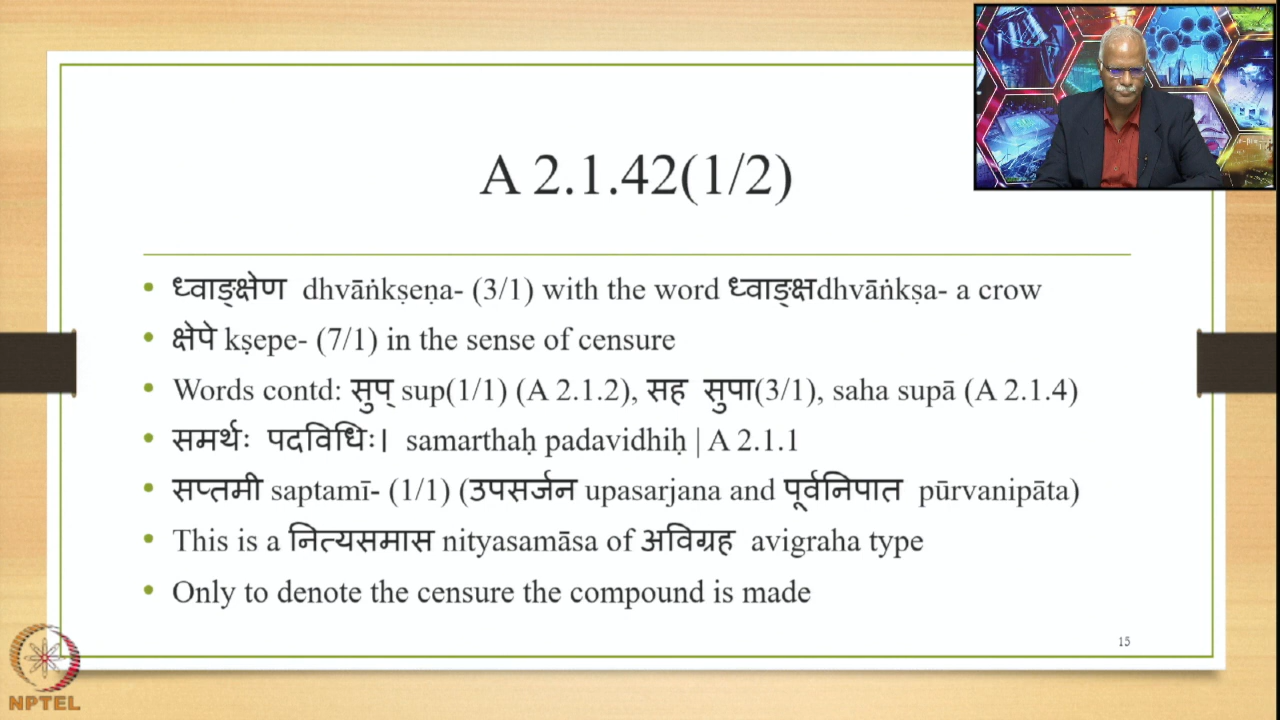 A 2.1.42(1/2)
• ध्वाङ्क्षेण dhvāṅkṣeṇa- (3/1) with the word ध्वाङ्क्षdhvāṅkṣa- a crow
• क्षेपे kṣepe- (7/1) in the sense of censure
• Words contd: सुप् sup(1/1) (A 2.1.2), सह सुपा(3/1), saha supā (A 2.1.4)
• समर्थः पदविधिः। samarthaḥ padavidhiḥ | A 2.1.1
• सप्तमी saptamī- (1/1) (उपसर्जन upasarjana and पूर्वनिपात pūrvanipāta)
• This is a नित्यसमास nityasamāsa of अविग्रह avigraha type
• Only to denote the censure the compound is made
15
NPTEL